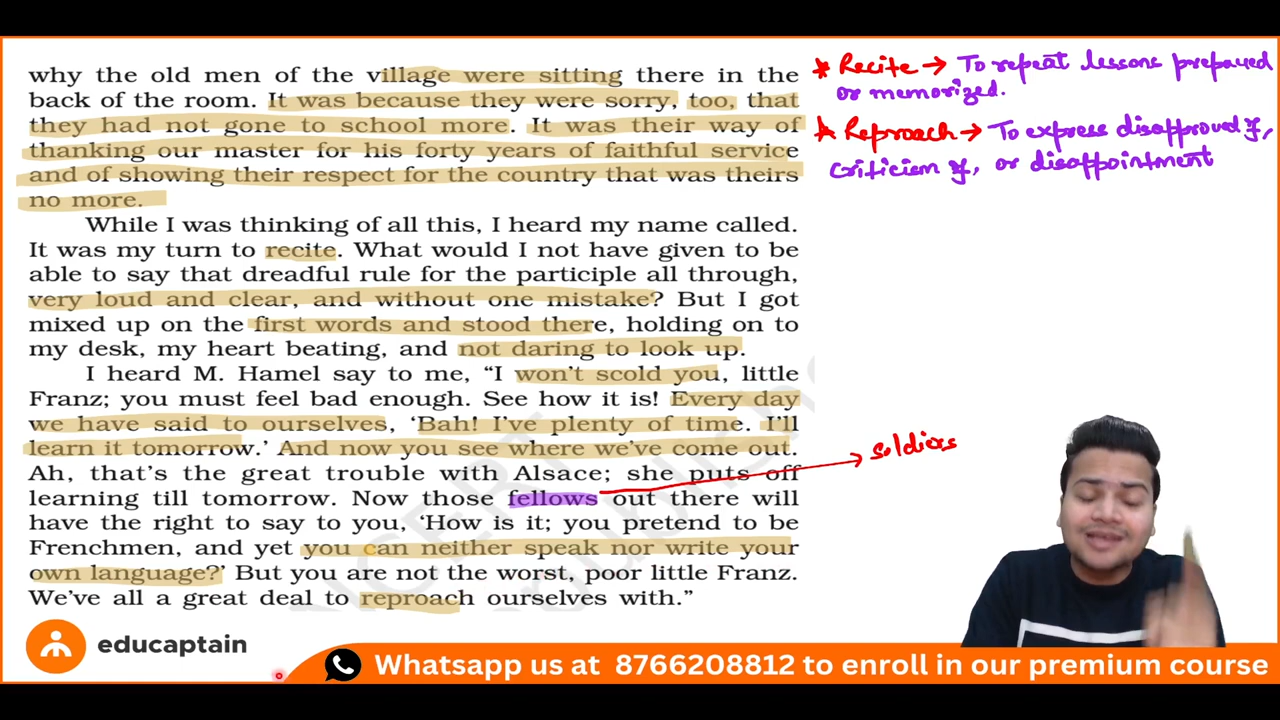 why the old men of the village were sitting there in the
back of the room. It was because they were sorry, too, that
they had not gone to school more. It was their way of
thanking our master for his forty years of faithful service
and of showing their respect for the country that was theirs
no more.
While I was thinking of all this, I heard my name called.
It was my turn to recite. What would I not have given to be
able to say that dreadful rule for the participle all through,
very loud and clear, and without one mistake? But I got
mixed up on the first words and stood there, holding on to
my desk, my heart beating, and not daring to look up.
I heard M. Hamel say to me, “I won’t scold you, little
Franz; you must feel bad enough. See how it is! Every day
we have said to ourselves, ‘Bah! I’ve plenty of time. I’ll
learn it tomorrow.’ And now you see where we’ve come out.
Ah, that’s the great trouble with Alsace; she puts off
learning till tomorrow. Now those fellows out there will
have the right to say to you, ‘How is it; you pretend to be
Frenchmen, and yet you can neither speak nor write your
own language?’ But you are not the worst, poor little Franz.
We’ve all a great deal to reproach ourselves with.”
* Recite → To repeat lessons prepared
or memorized.
* Reproach → To express disapproved of,
criticism of, or disappointment
soldiers
educaptain
Whatsapp us at 8766208812 to enroll in our premium course